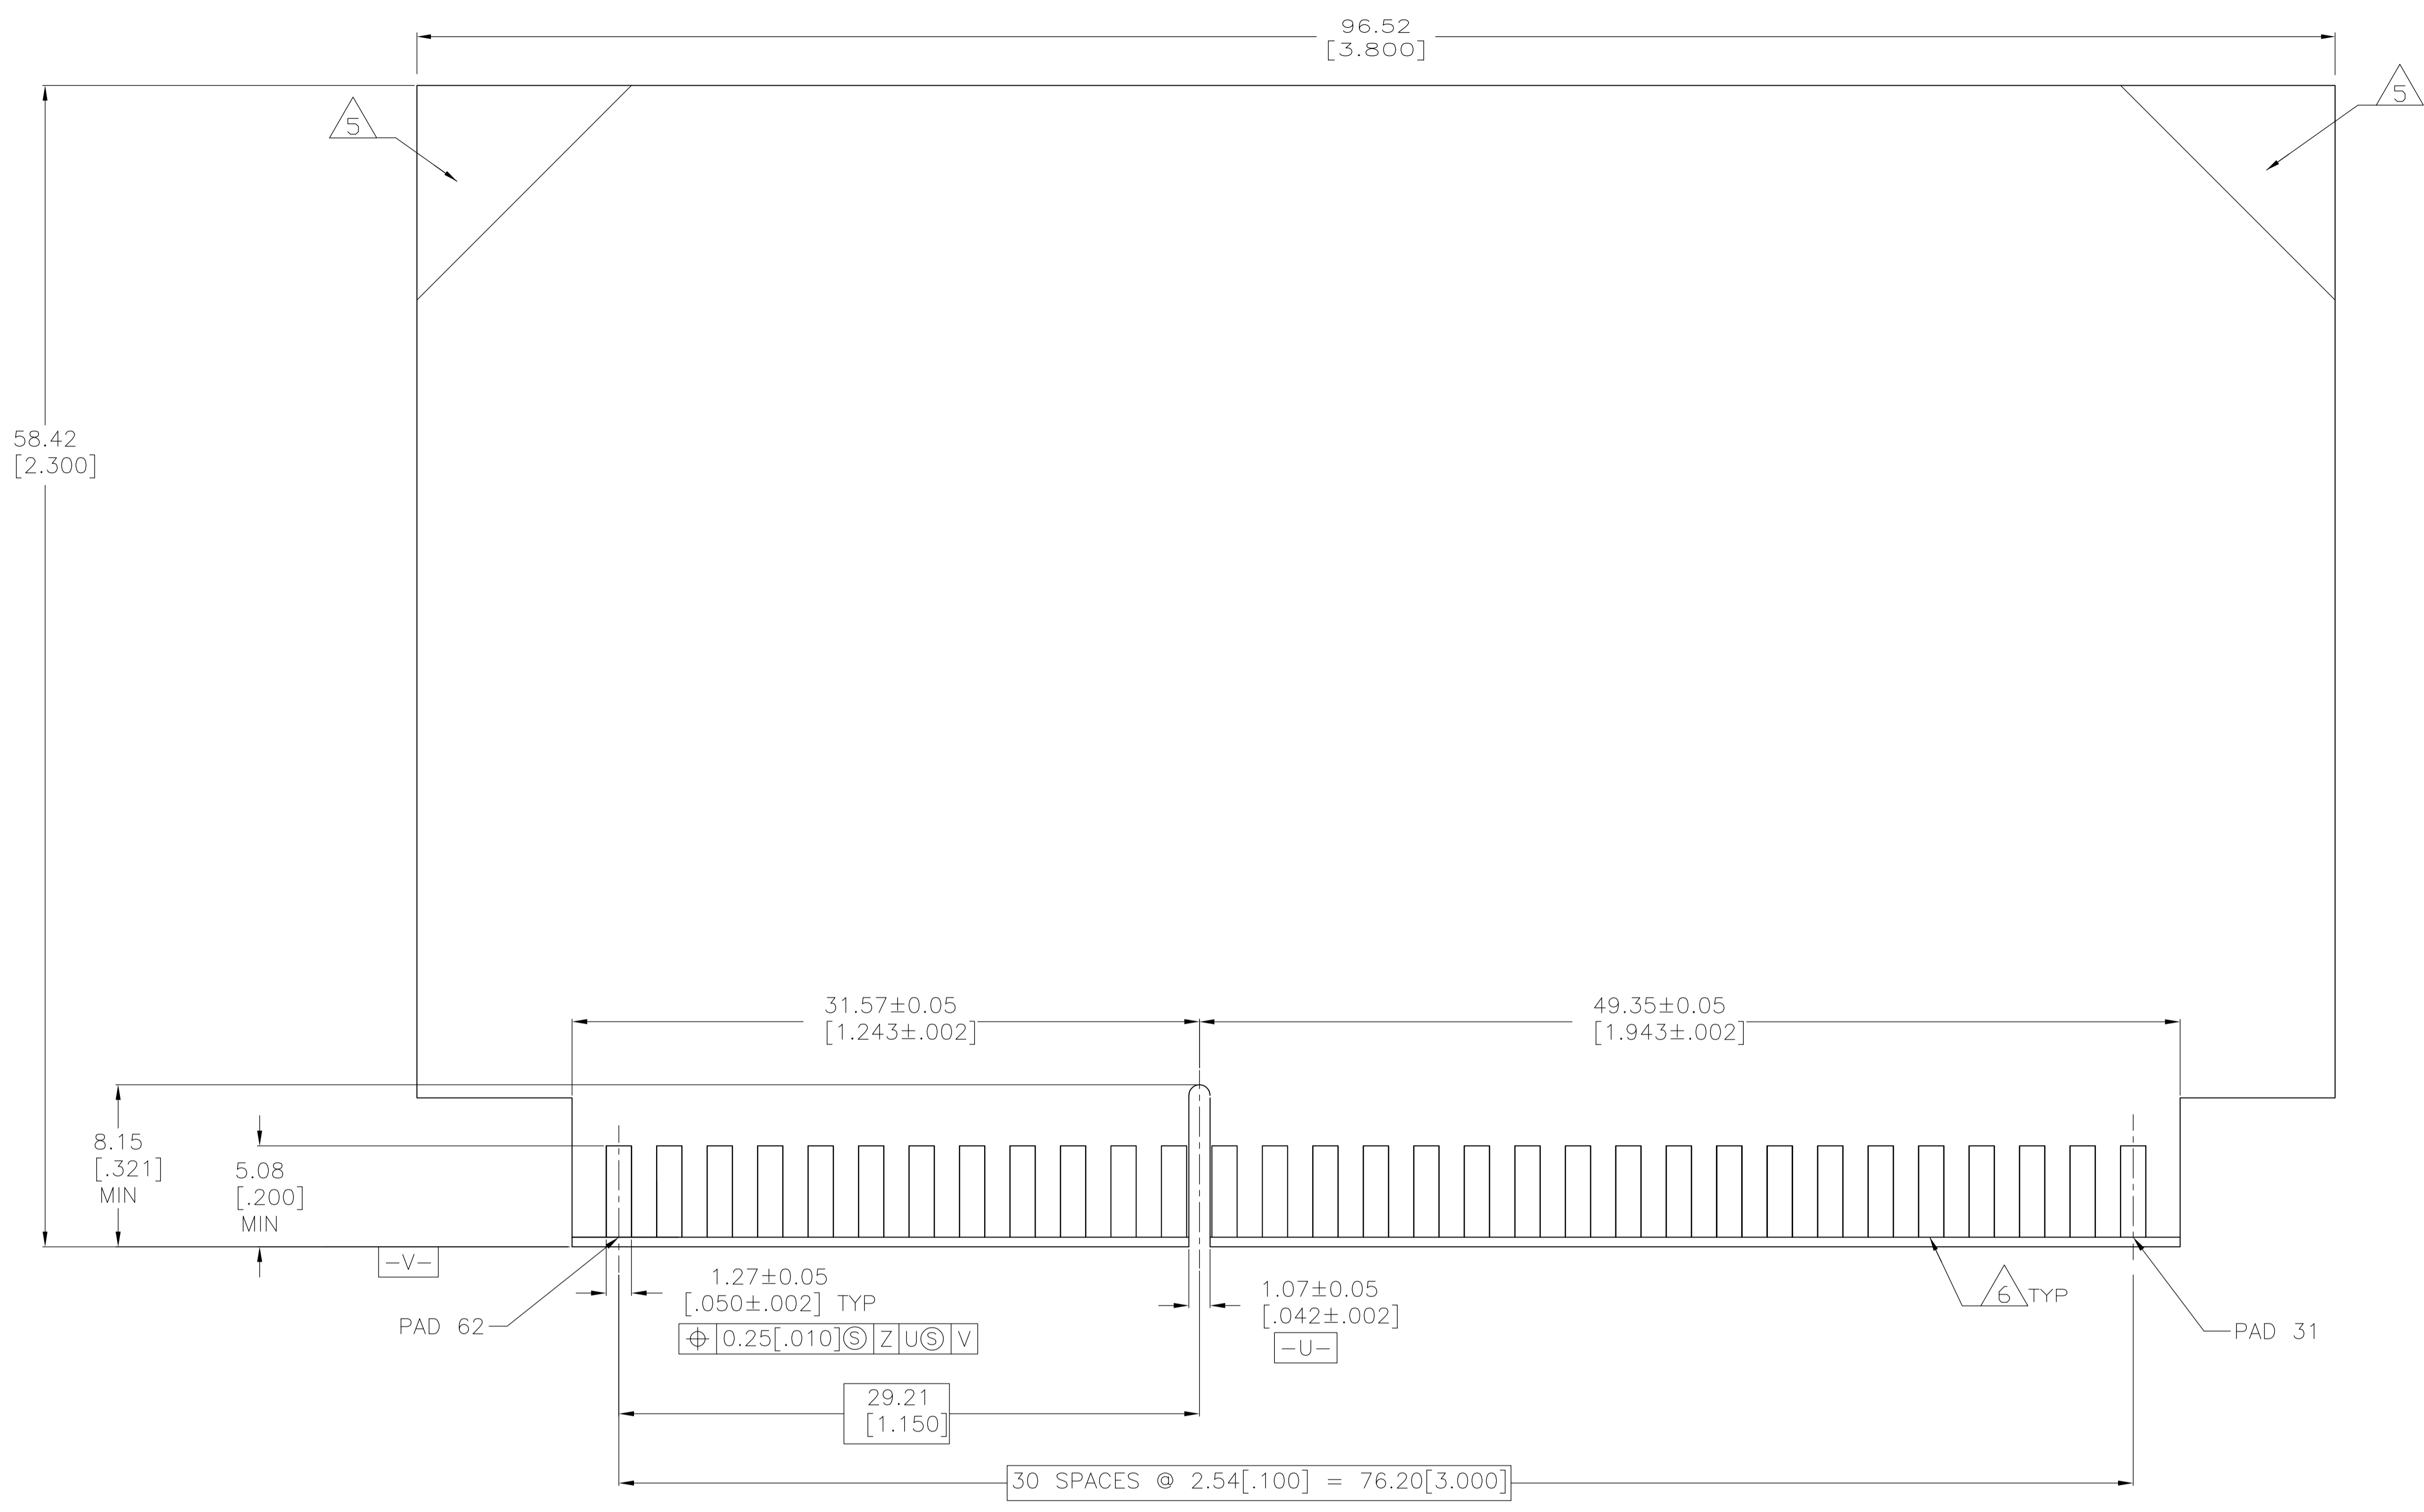 96.52
[3.800]
5
5
58.42
[2.300]
31.57±0.05
[1.243±.002]
49.35±0.05
[1.943±.002]
8.15
[.321]
MIN
5.08
[.200]
MIN
-V-
PAD 62
1.27±0.05
[.050±.002] TYP
⌖ 0.25[.010]Ⓢ Z UⓈ V
1.07±0.05
[.042±.002]
-U-
6 TYP
PAD 31
29.21
[1.150]
30 SPACES @ 2.54[.100] = 76.20[3.000]